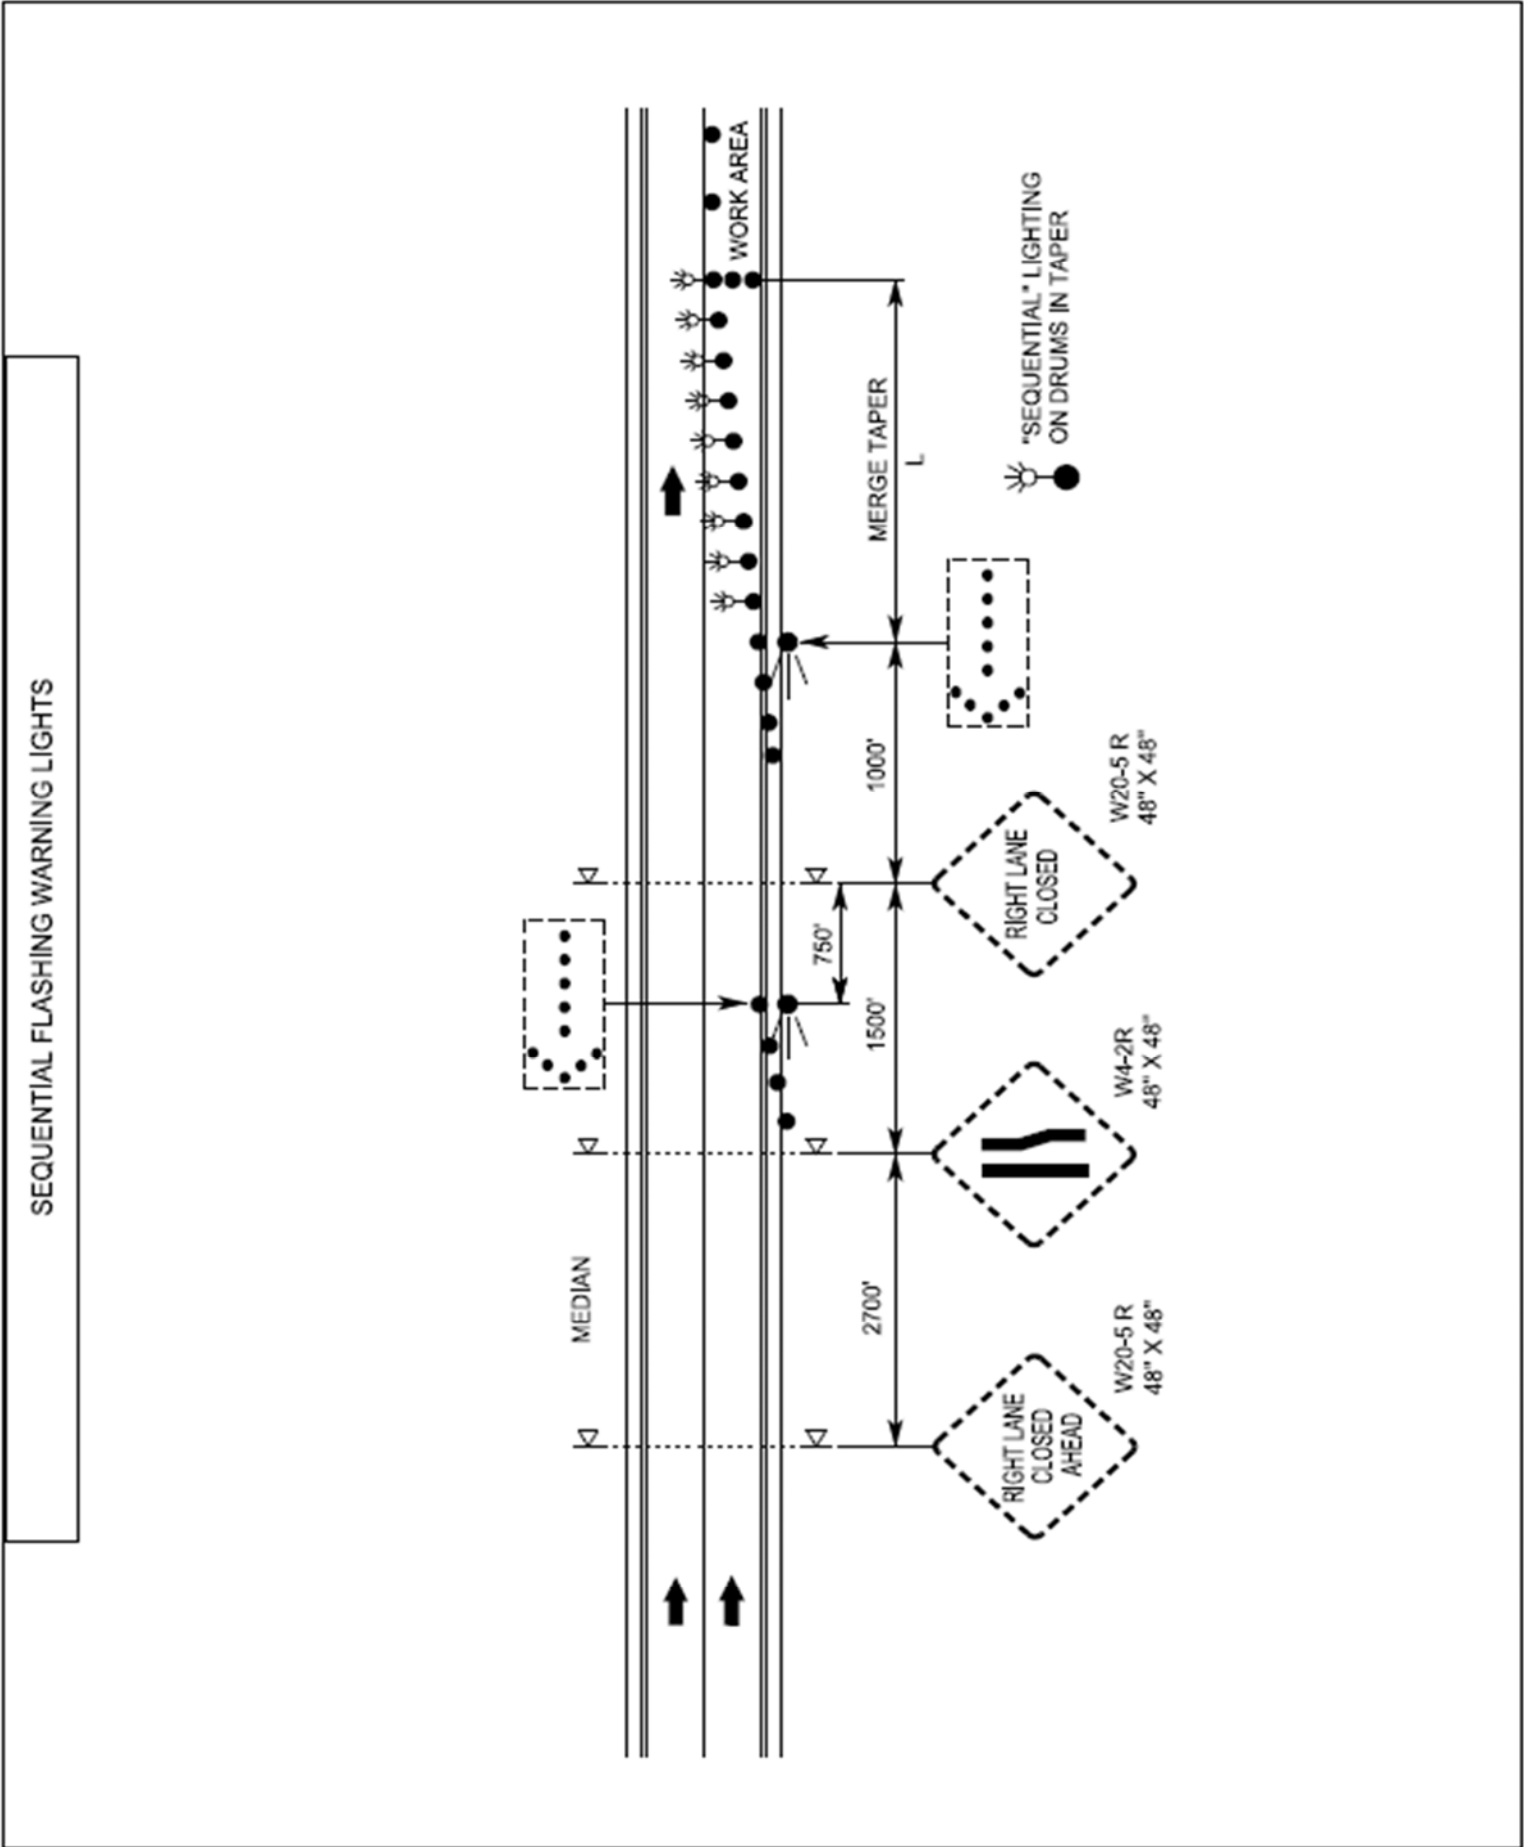 SEQUENTIAL FLASHING WARNING LIGHTS
WORK AREA
"SEQUENTIAL" LIGHTING
ON DRUMS IN TAPER
MERGE TAPER
L
1000'
W20-5 R
48" X 48"
RIGHT LANE
CLOSED
750'
1500'
W4-2R
48" X 48"
MEDIAN
2700'
W20-5 R
48" X 48"
RIGHT LANE
CLOSED
AHEAD